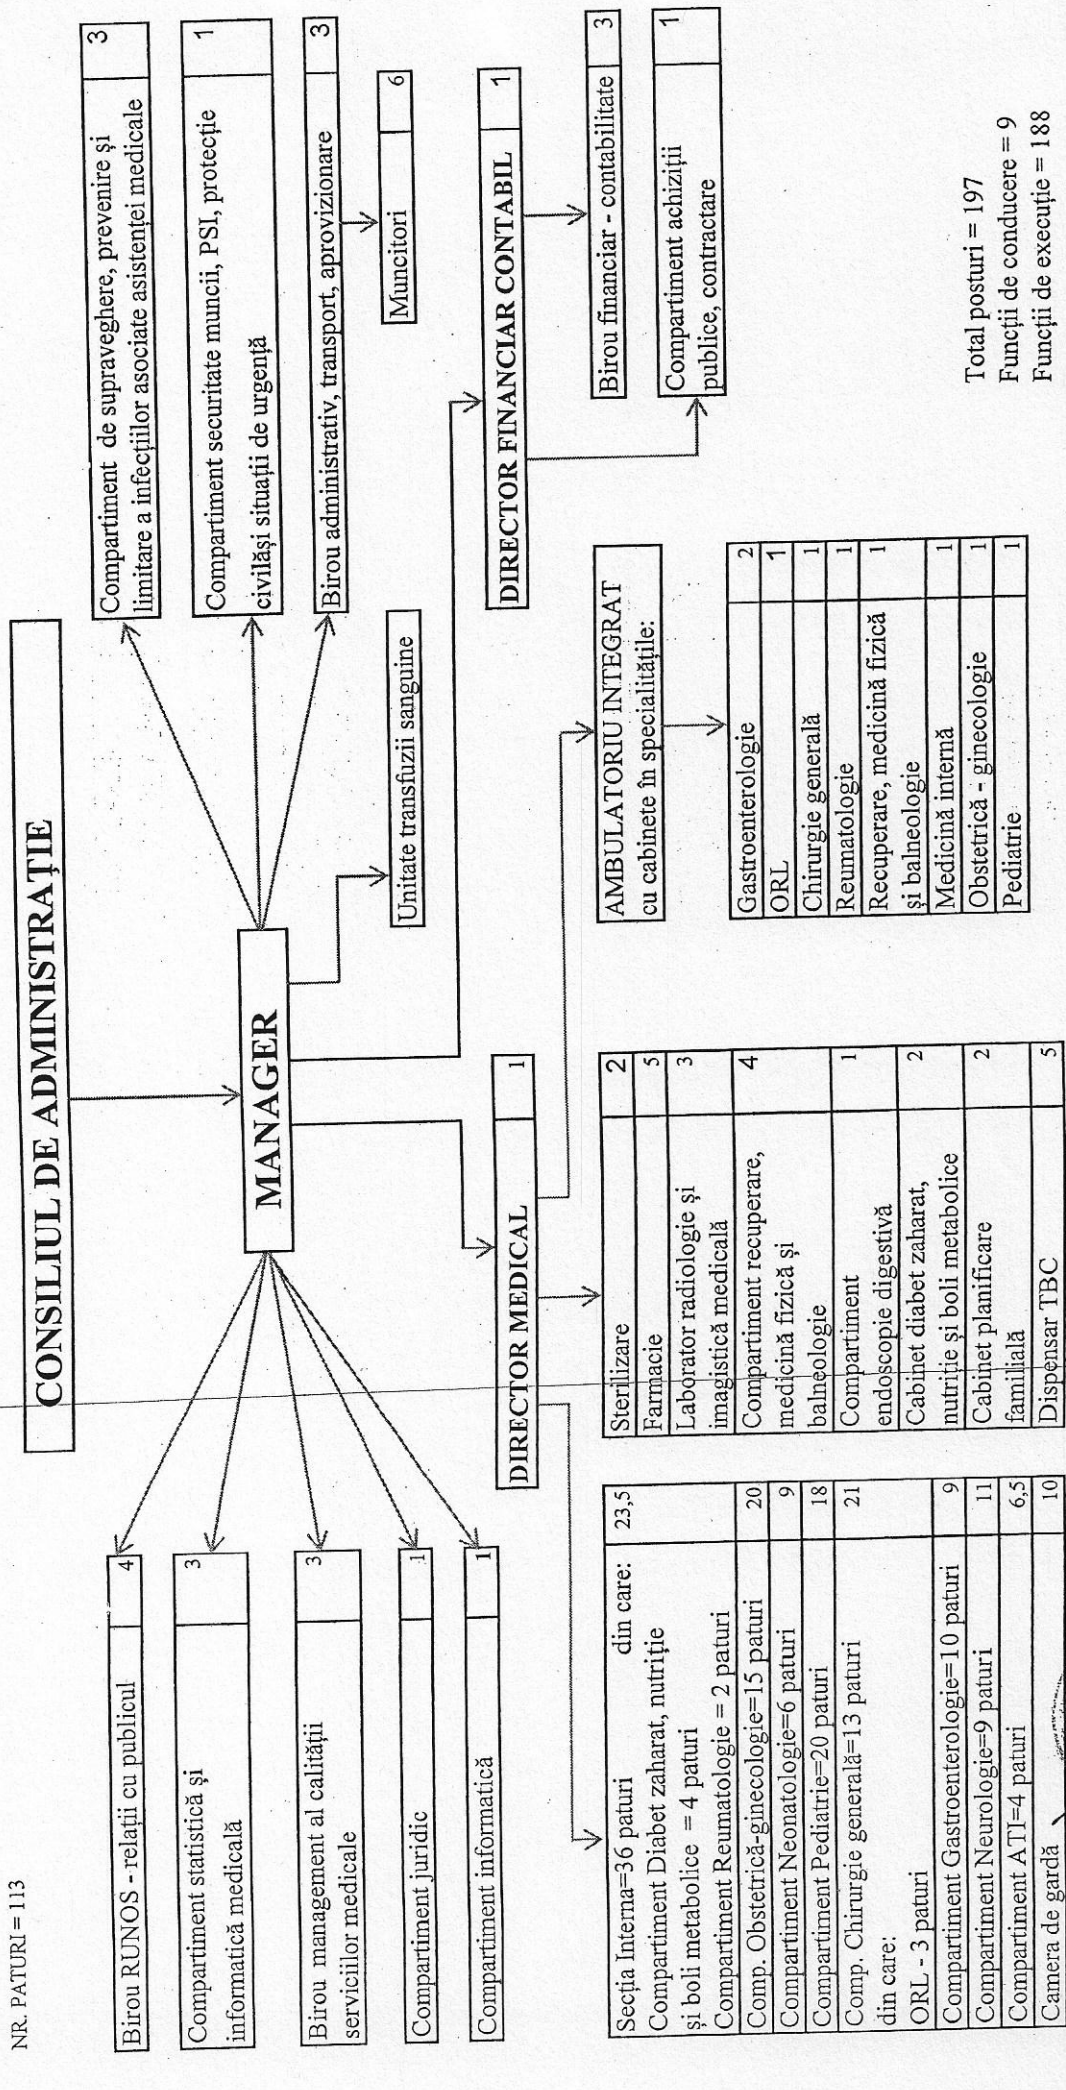 NR. PATURI = 113
CONSILIUL DE ADMINISTRAȚIE
MANAGER
Birou RUNOS - relații cu publicul 4
Compartiment statistică și
informatică medicală 3
Birou management al calității
serviciilor medicale 3
Compartiment juridic 1
Compartiment informatică 1
Compartiment de supraveghere, prevenire și
limitare a infecțiilor asociate asistenței medicale 3
Compartiment securitate muncii, PSI, protecție
civilăși situații de urgență 1
Birou administrativ, transport, aprovizionare 3
Muncitori 6
Unitate transfuzii sanguine
DIRECTOR MEDICAL 1
DIRECTOR FINANCIAR CONTABIL 1
Birou financiar - contabilitate 3
Compartiment achiziții
publice, contractare 1
Secția Interna=36 paturi din care: 23,5
Compartiment Diabet zaharat, nutriție
și boli metabolice = 4 paturi
Compartiment Reumatologie = 2 paturi
Comp. Obstetrică-ginecologie=15 paturi 20
Compartiment Neonatologie=6 paturi 9
Compartiment Pediatrie=20 paturi 18
Comp. Chirurgie generală=13 paturi 21
din care:
ORL - 3 paturi
Compartiment Gastroenterologie=10 paturi 9
Compartiment Neurologie=9 paturi 11
Compartiment ATI=4 paturi 6,5
Camera de gardă 10
Sterilizare 2
Farmacie 5
Laborator radiologie și 3
imagistică medicală
Compartiment recuperare, 4
medicină fizică și
balneologie
Compartiment 1
endoscopie digestivă
Cabinet diabet zaharat, 2
nutriție și boli metabolice
Cabinet planificare 2
familială
Dispensar TBC 5
AMBULATORIU INTEGRAT
cu cabinete în specialitățile:
Gastroenterologie 2
ORL 1
Chirurgie generală 1
Reumatologie 1
Recuperare, medicină fizică 1
și balneologie
Medicină internă 1
Obstetrică - ginecologie 1
Pediatrie 1
Total posturi = 197
Funcții de conducere = 9
Funcții de execuție = 188